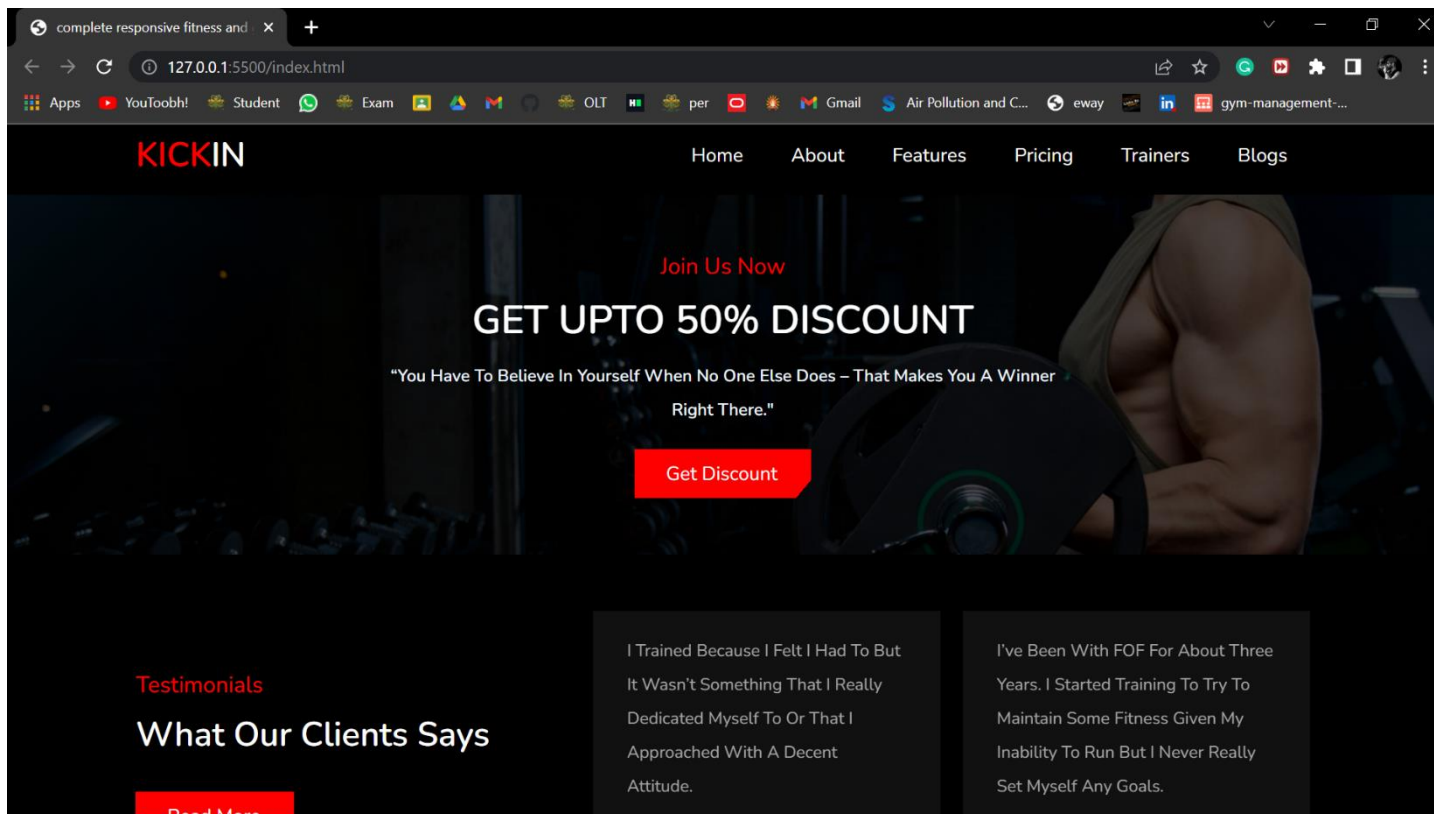 complete responsive fitness and
127.0.0.1:5500/index.html
Apps YouToobh! Student Exam OLT per Gmail Air Pollution and C... eway gym-management-...
KICKIN
Home About Features Pricing Trainers Blogs
Join Us Now
GET UPTO 50% DISCOUNT
“You Have To Believe In Yourself When No One Else Does – That Makes You A Winner
Right There."
Get Discount
Testimonials
What Our Clients Says
Read More
I Trained Because I Felt I Had To But
It Wasn’t Something That I Really
Dedicated Myself To Or That I
Approached With A Decent
Attitude.
I’ve Been With FOF For About Three
Years. I Started Training To Try To
Maintain Some Fitness Given My
Inability To Run But I Never Really
Set Myself Any Goals.